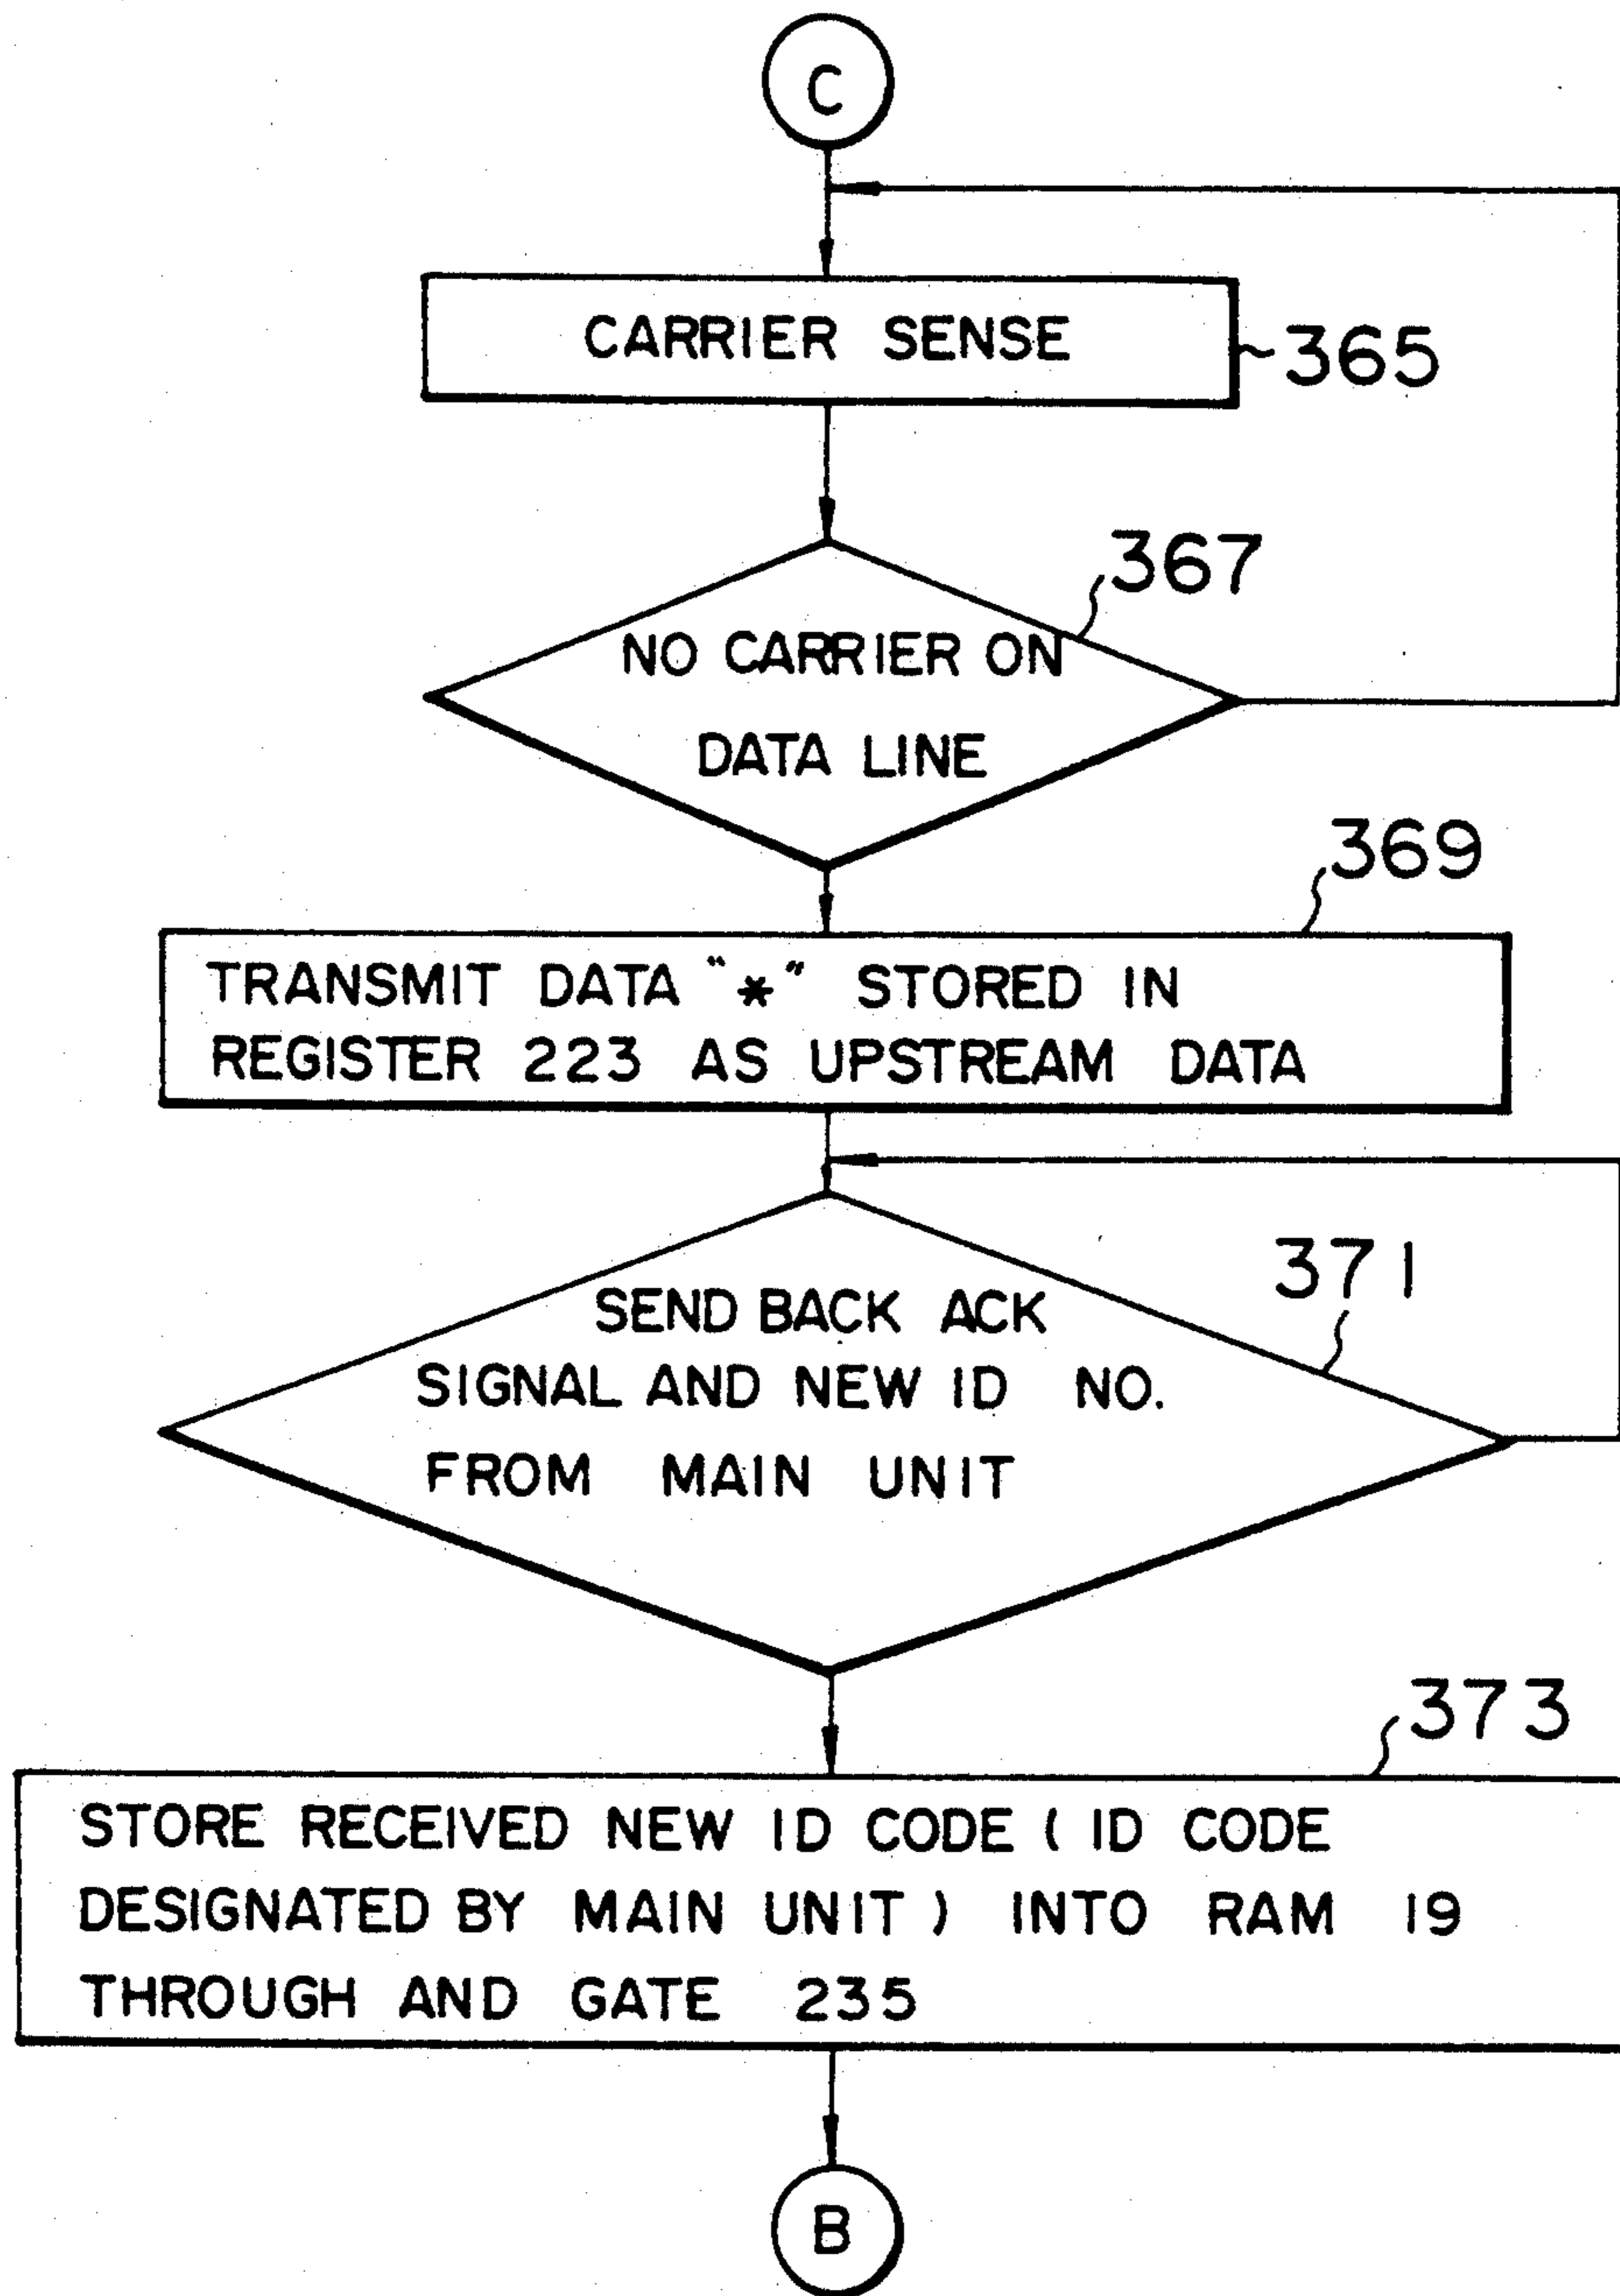 C
CARRIER SENSE
365
367
NO CARRIER ON
DATA LINE
369
TRANSMIT DATA "*" STORED IN
REGISTER 223 AS UPSTREAM DATA
371
SEND BACK ACK
SIGNAL AND NEW ID NO.
FROM MAIN UNIT
373
STORE RECEIVED NEW ID CODE ( ID CODE
DESIGNATED BY MAIN UNIT ) INTO RAM 19
THROUGH AND GATE 235
B